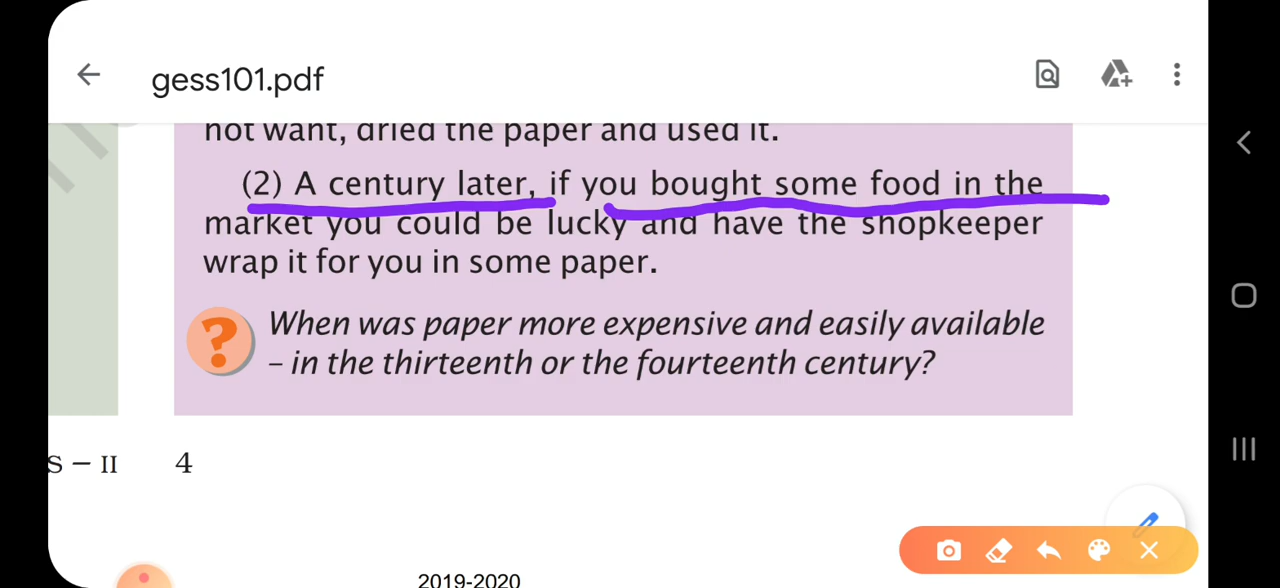 gess101.pdf
not want, dried the paper and used it.
(2) A century later, if you bought some food in the
market you could be lucky and have the shopkeeper
wrap it for you in some paper.
?
When was paper more expensive and easily available
– in the thirteenth or the fourteenth century?
S – II 4
2019-2020